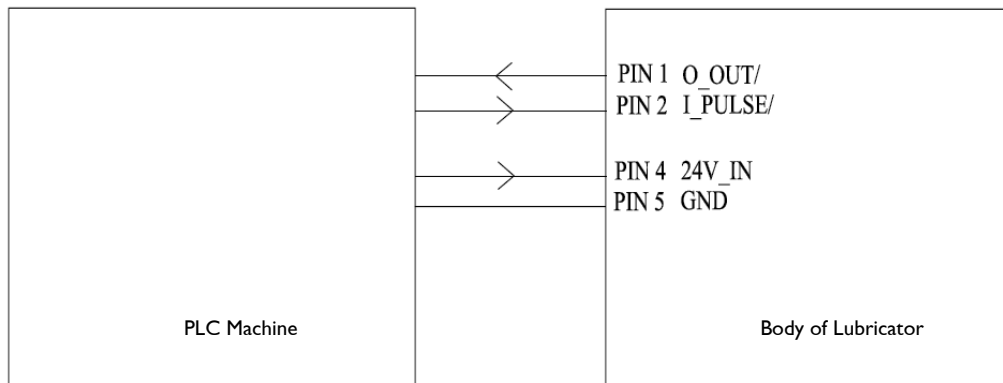 PIN 1 O_OUT/
PIN 2 I_PULSE/
PIN 4 24V_IN
PIN 5 GND
PLC Machine
Body of Lubricator